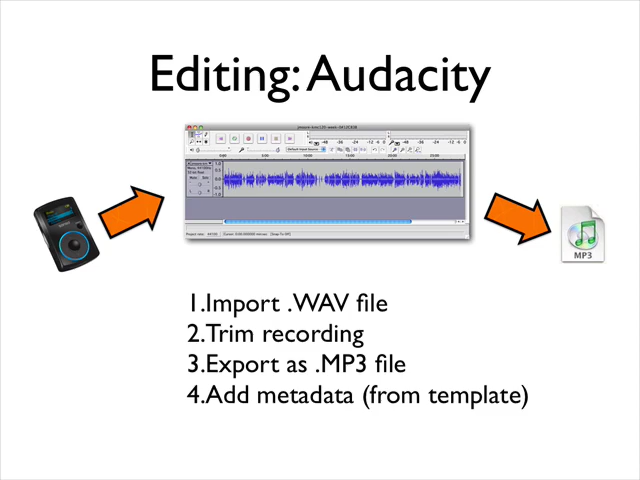 Editing: Audacity
1.Import .WAV file
2.Trim recording
3.Export as .MP3 file
4.Add metadata (from template)
MP3